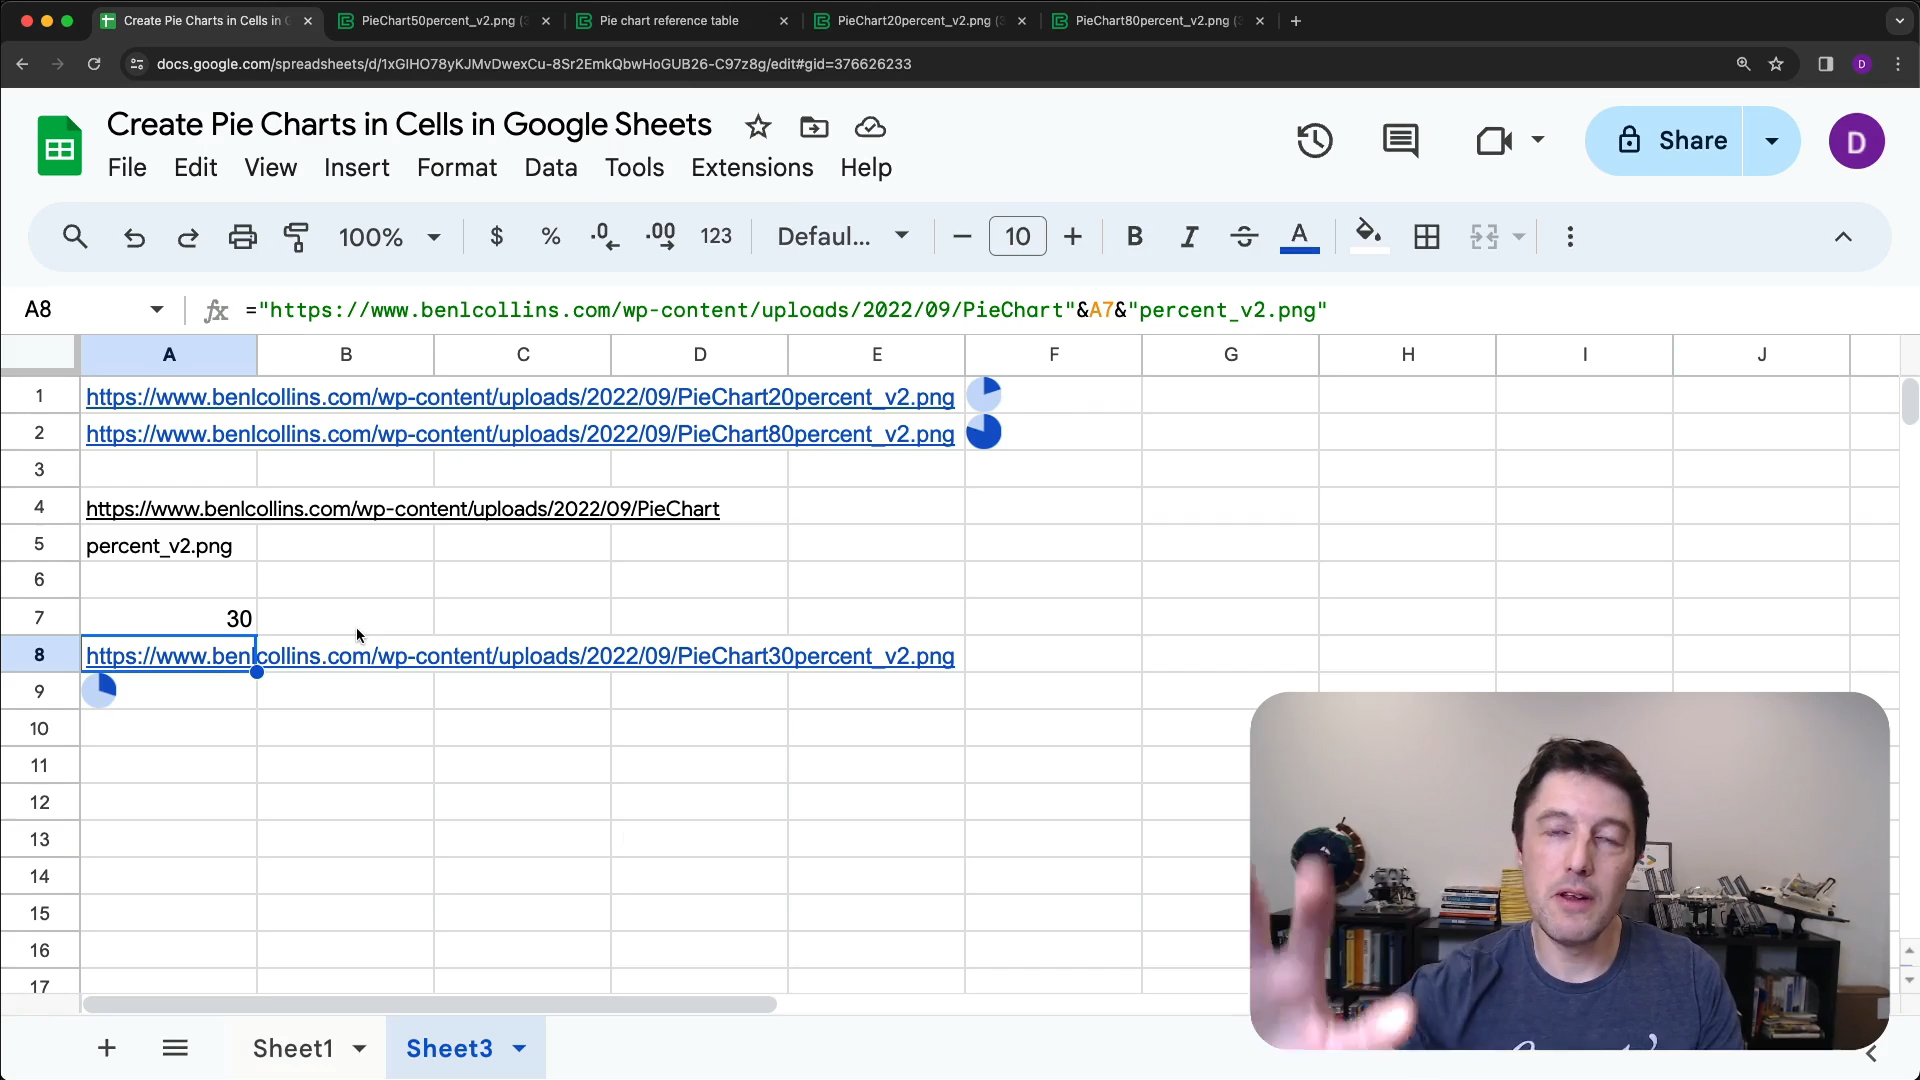 Create Pie Charts in Cells in G
PieChart50percent_v2.png (3
Pie chart reference table
PieChart20percent_v2.png (3
PieChart80percent_v2.png (3
docs.google.com/spreadsheets/d/1xGIHO78yKJMvDwexCu-8Sr2EmkQbwHoGUB26-C97z8g/edit#gid=376626233
D
Create Pie Charts in Cells in Google Sheets
File Edit View Insert Format Data Tools Extensions Help
Share
D
100% $ % .0 .00 123 Defaul... 10 B I S A
A8
fx ="https://www.benlcollins.com/wp-content/uploads/2022/09/PieChart"&A7&"percent_v2.png"
A B C D E F G H I J
1 https://www.benlcollins.com/wp-content/uploads/2022/09/PieChart20percent_v2.png
2 https://www.benlcollins.com/wp-content/uploads/2022/09/PieChart80percent_v2.png
3
4 https://www.benlcollins.com/wp-content/uploads/2022/09/PieChart
5 percent_v2.png
6
7 30
8 https://www.benlcollins.com/wp-content/uploads/2022/09/PieChart30percent_v2.png
9
10
11
12
13
14
15
16
17
Sheet1 Sheet3